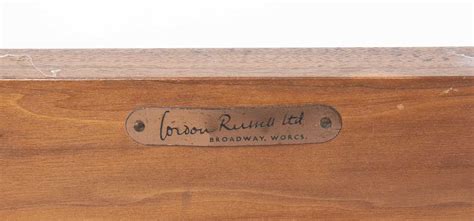 Gordon Russell Ltd
BROADWAY, WORCS.